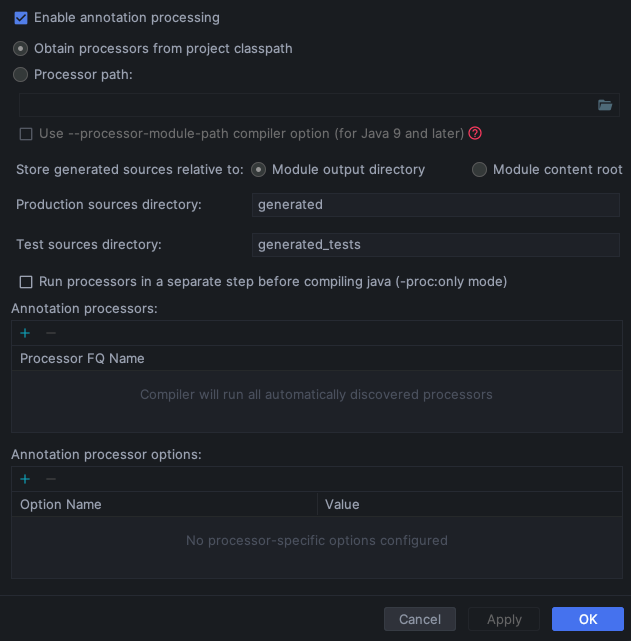 Enable annotation processing
Obtain processors from project classpath
Processor path:
Use --processor-module-path compiler option (for Java 9 and later) ?
Store generated sources relative to: Module output directory Module content root
Production sources directory: generated
Test sources directory: generated_tests
Run processors in a separate step before compiling java (-proc:only mode)
Annotation processors:
Processor FQ Name
Compiler will run all automatically discovered processors
Annotation processor options:
Option Name Value
No processor-specific options configured
Cancel Apply OK